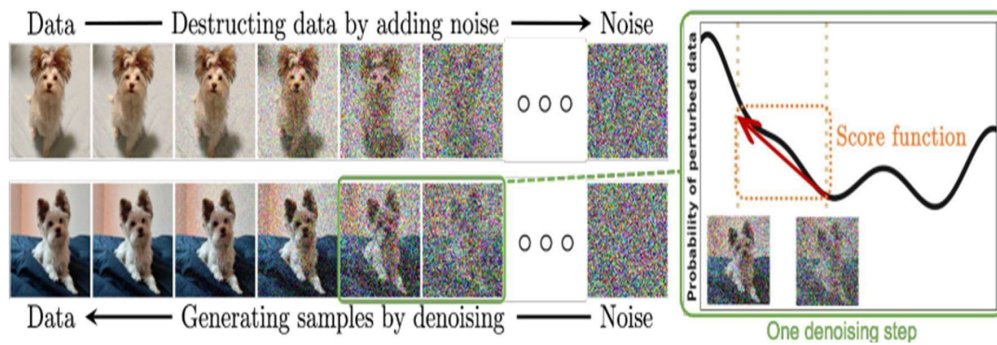 Data Destructing data by adding noise Noise
Probability of perturbed data
Score function
Data Generating samples by denoising Noise
One denoising step